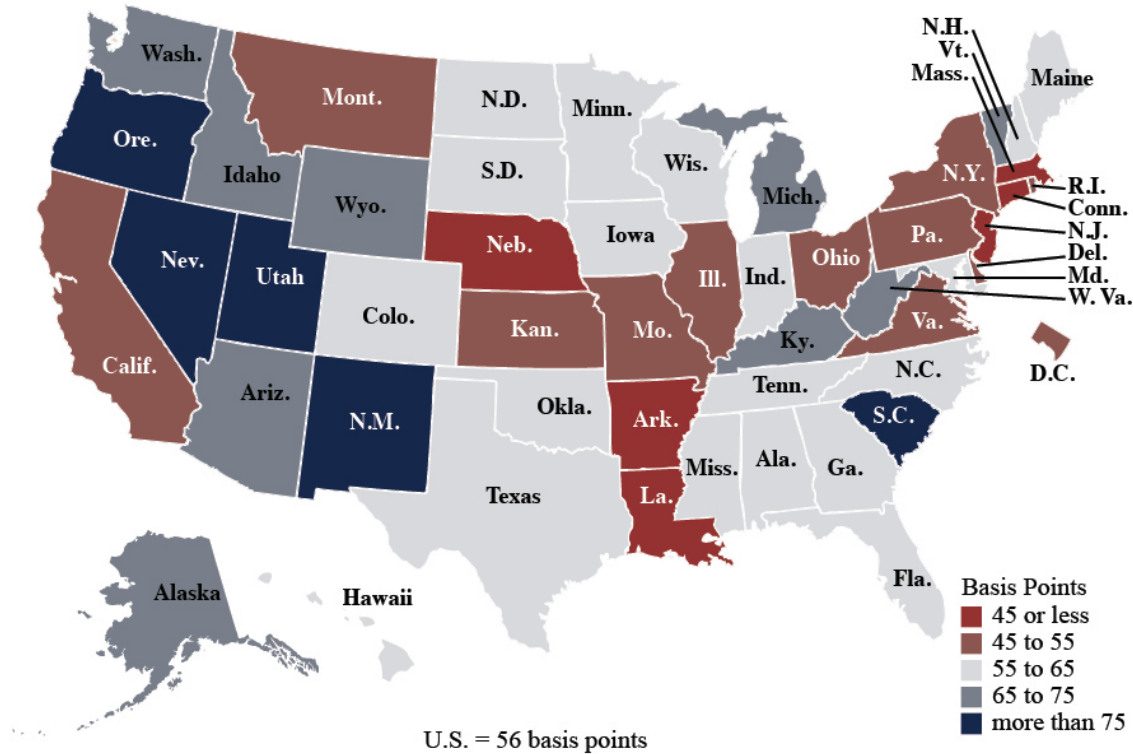 N.H.
Vt.
Mass.
Wash.
Maine
Mont.
N.D.
Minn.
Ore.
Idaho
S.D.
Wis.
N.Y.
R.I.
Wyo.
Mich.
Conn.
Neb.
Iowa
Pa.
N.J.
Nev.
Utah
Ill.
Ind.
Ohio
Del.
Md.
W. Va.
Colo.
Kan.
Mo.
Ky.
Va.
Calif.
D.C.
Ariz.
N.M.
Okla.
Tenn.
N.C.
Ark.
S.C.
Miss.
Ala.
Ga.
Texas
La.
Fla.
Alaska
Hawaii
Basis Points
45 or less
45 to 55
55 to 65
65 to 75
more than 75
U.S. = 56 basis points